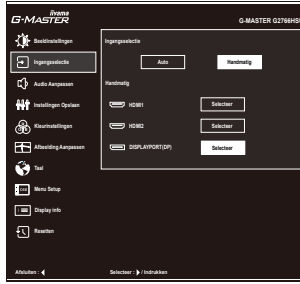 iiyama
G-MASTER
G-MASTER G2766HS
Beeldinstellingen
Ingangsselectie
Audio Aanpassen
Instellingen Opslaan
Kleurinstellingen
Afbeelding Aanpassen
Taal
OSD Menu Setup
Display info
Resetten
Ingangsselectie
Auto
Handmatig
Handmatig
HDMI1 Selecteer
HDMI2 Selecteer
DISPLAYPORT(DP) Selecteer
Afsluiten : Selecteer : / Indrukken